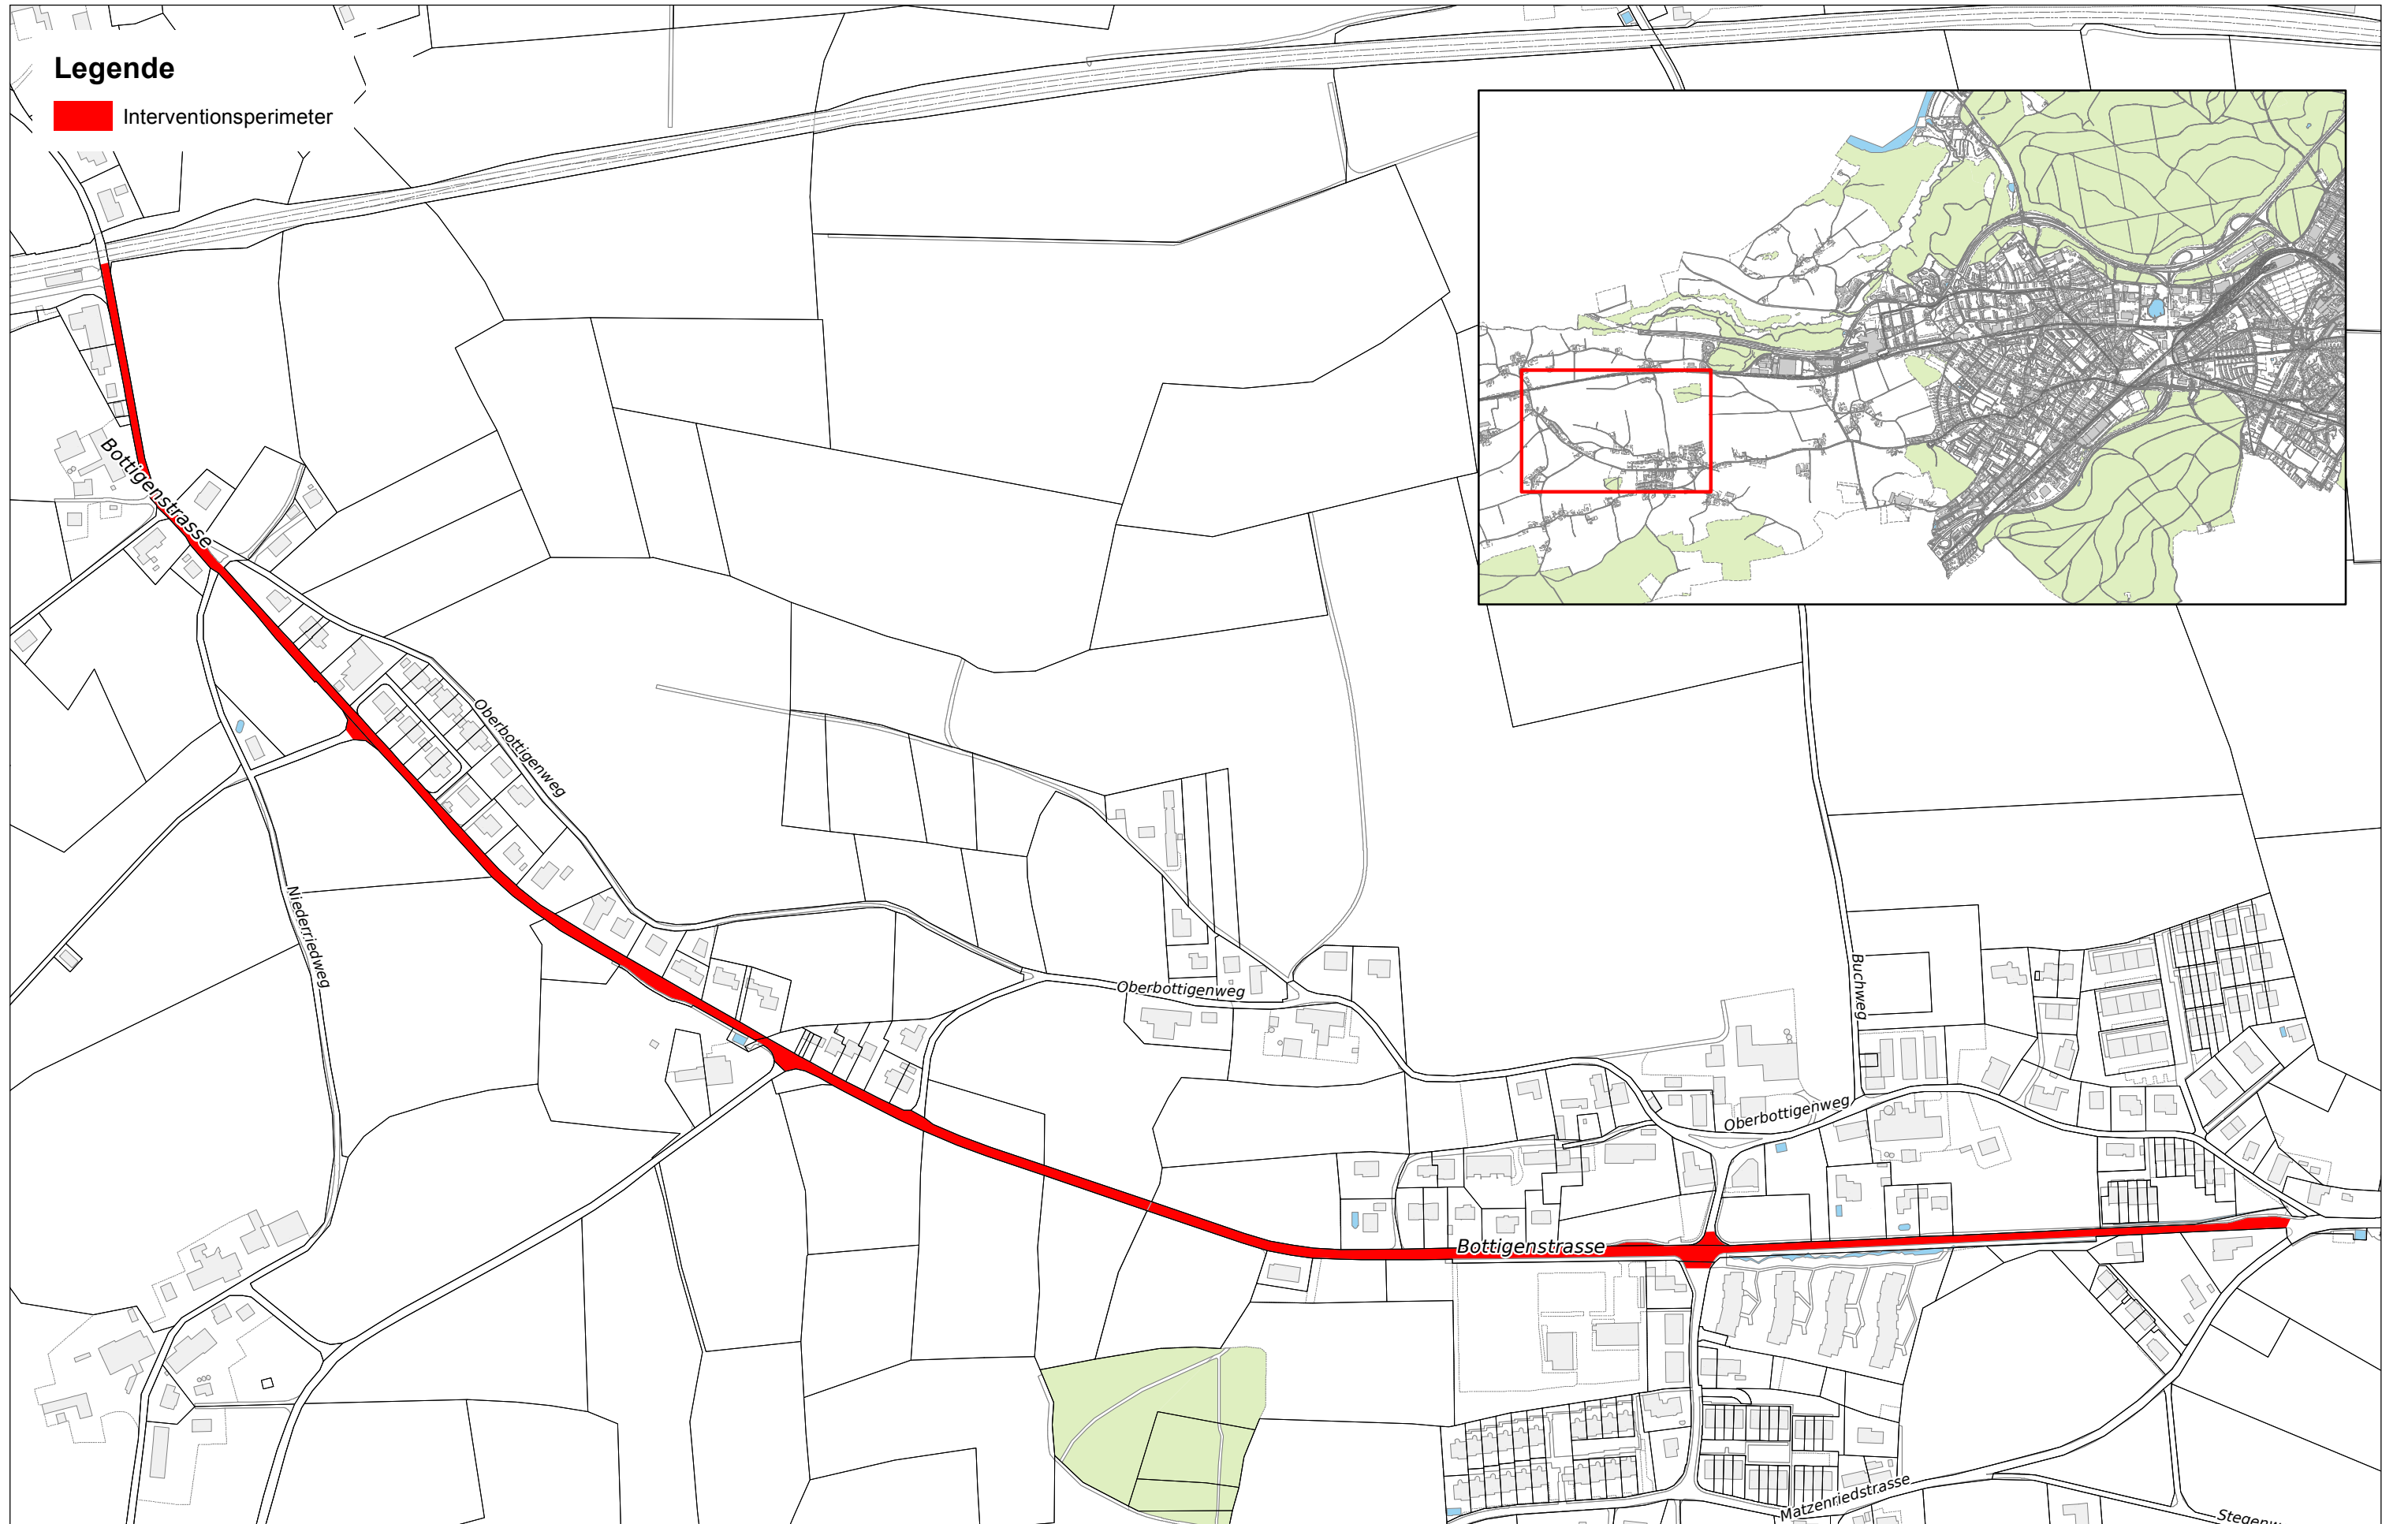 Legende
Interventionsperimeter
Bottigenstrasse
Oberbottigenweg
Niederriedweg
Oberbottigenweg
Buchweg
Oberbottigenweg
Bottigenstrasse
Matzenriedstrasse